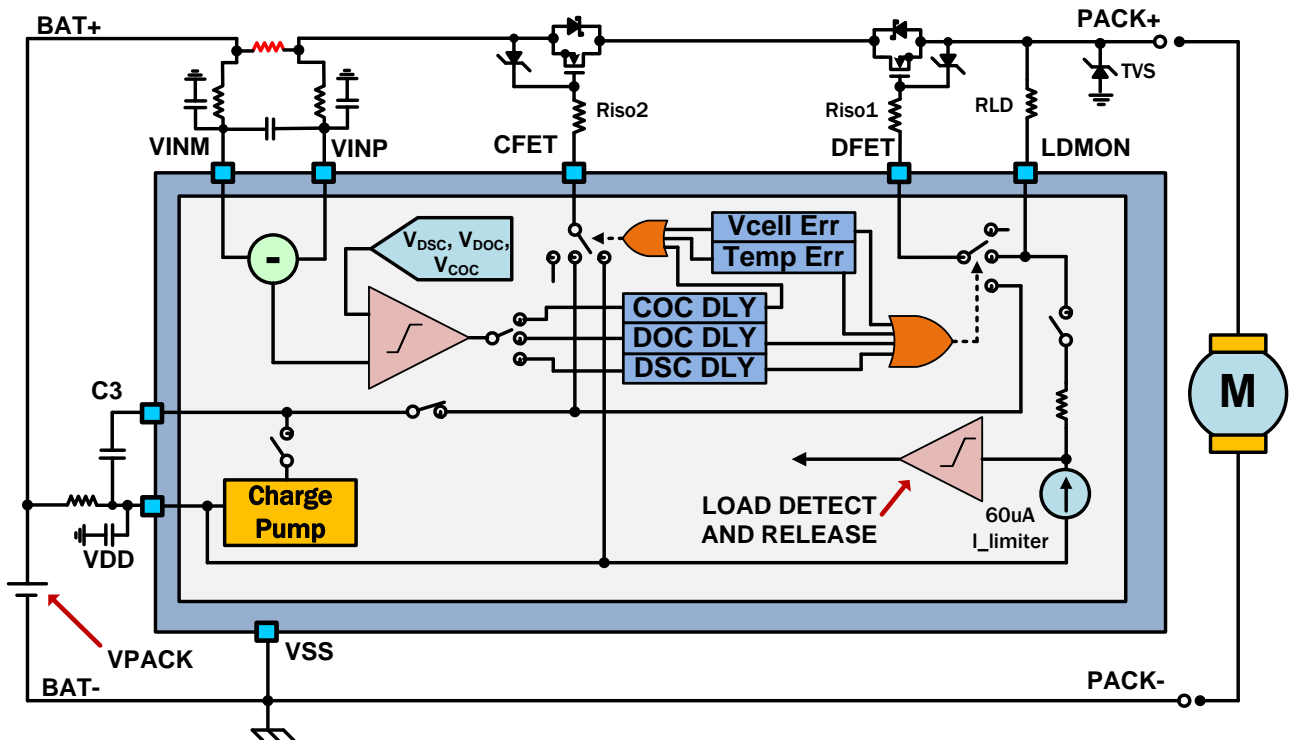 BAT+
PACK+
TVS
Riso2
Riso1
RLD
VINM
VINP
CFET
DFET
LDMON
VDSC, VDOC,
VCOC
Vcell Err
Temp Err
-
COC DLY
DOC DLY
DSC DLY
C3
M
Charge
Pump
LOAD DETECT
AND RELEASE
60uA
I_limiter
VDD
VPACK
VSS
BAT-
PACK-